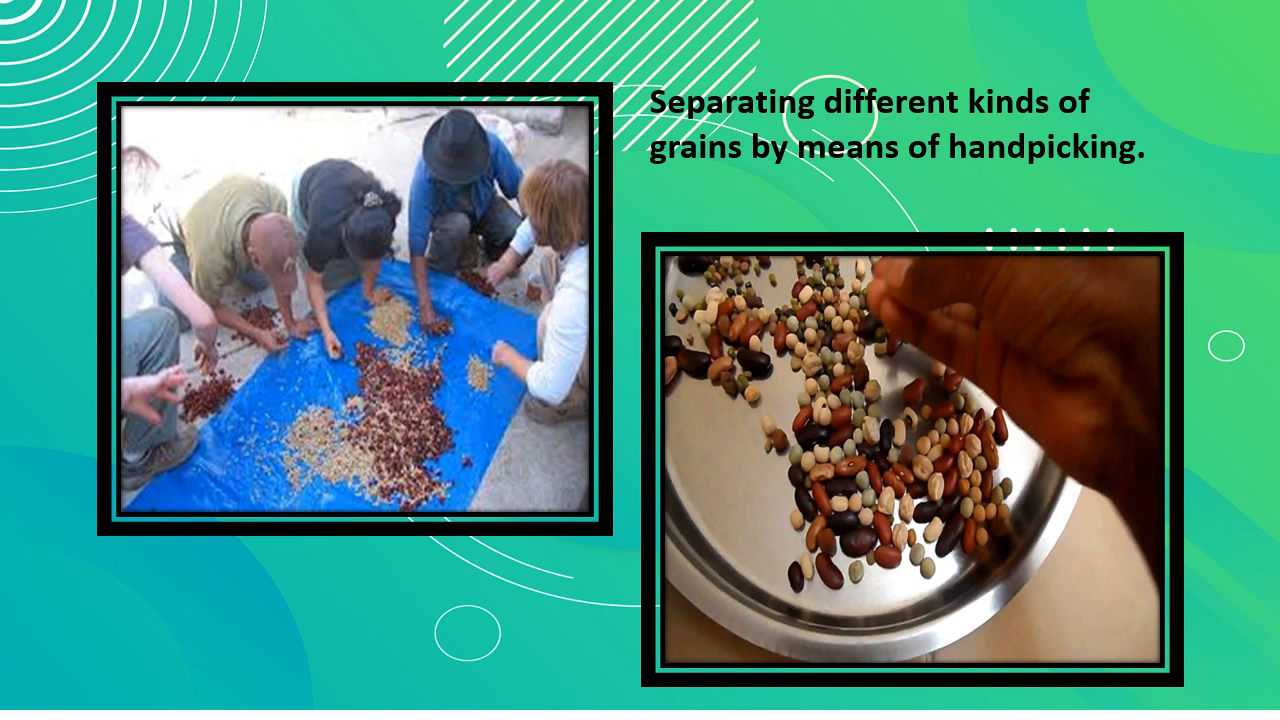 Separating different kinds of
grains by means of handpicking.